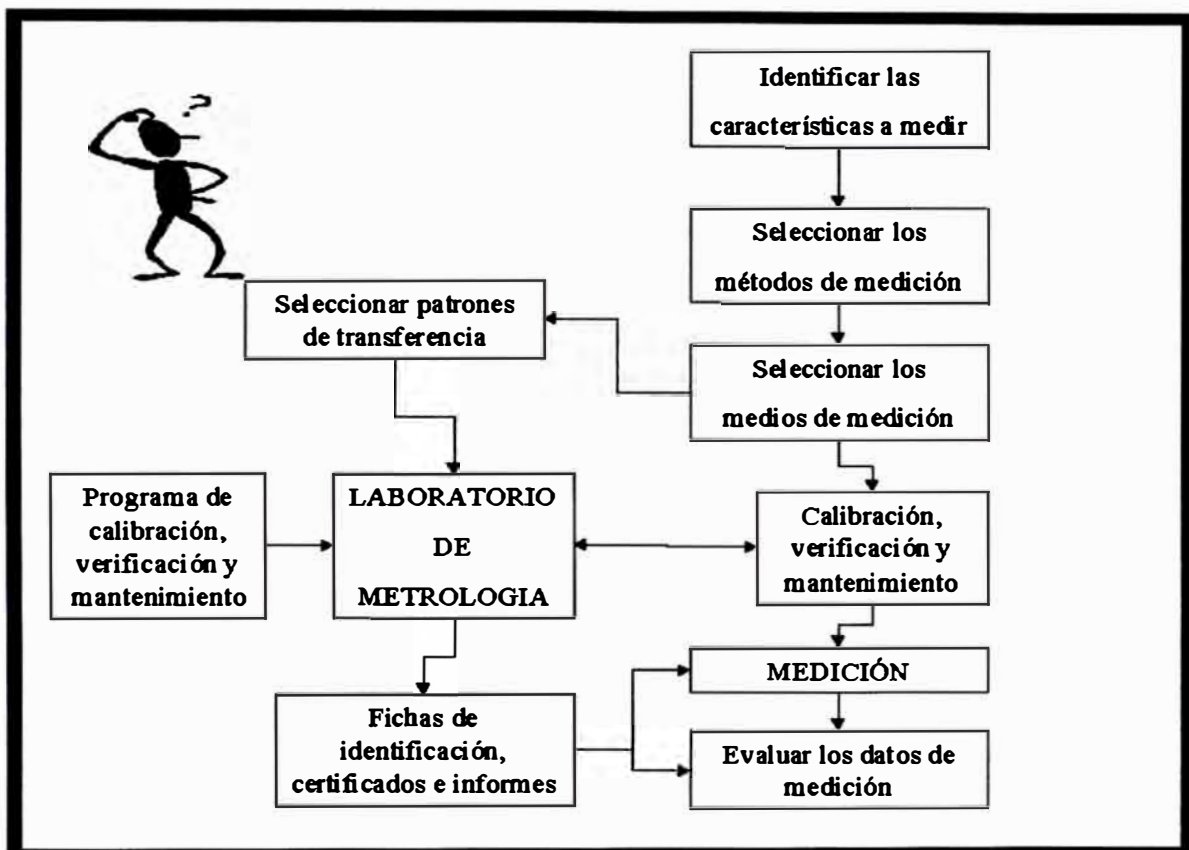 ?
Identificar las
características a medir
Seleccionar los
métodos de medición
Seleccionar patrones
de transferencia
Seleccionar los
medios de medición
Programa de
calibración,
verificación y
mantenimiento
LABORATORIO
DE
METROLOGIA
Calibración,
verificación y
mantenimiento
MEDICIÓN
Fichas de
identificación,
certificados e informes
Evaluar los datos de
medición